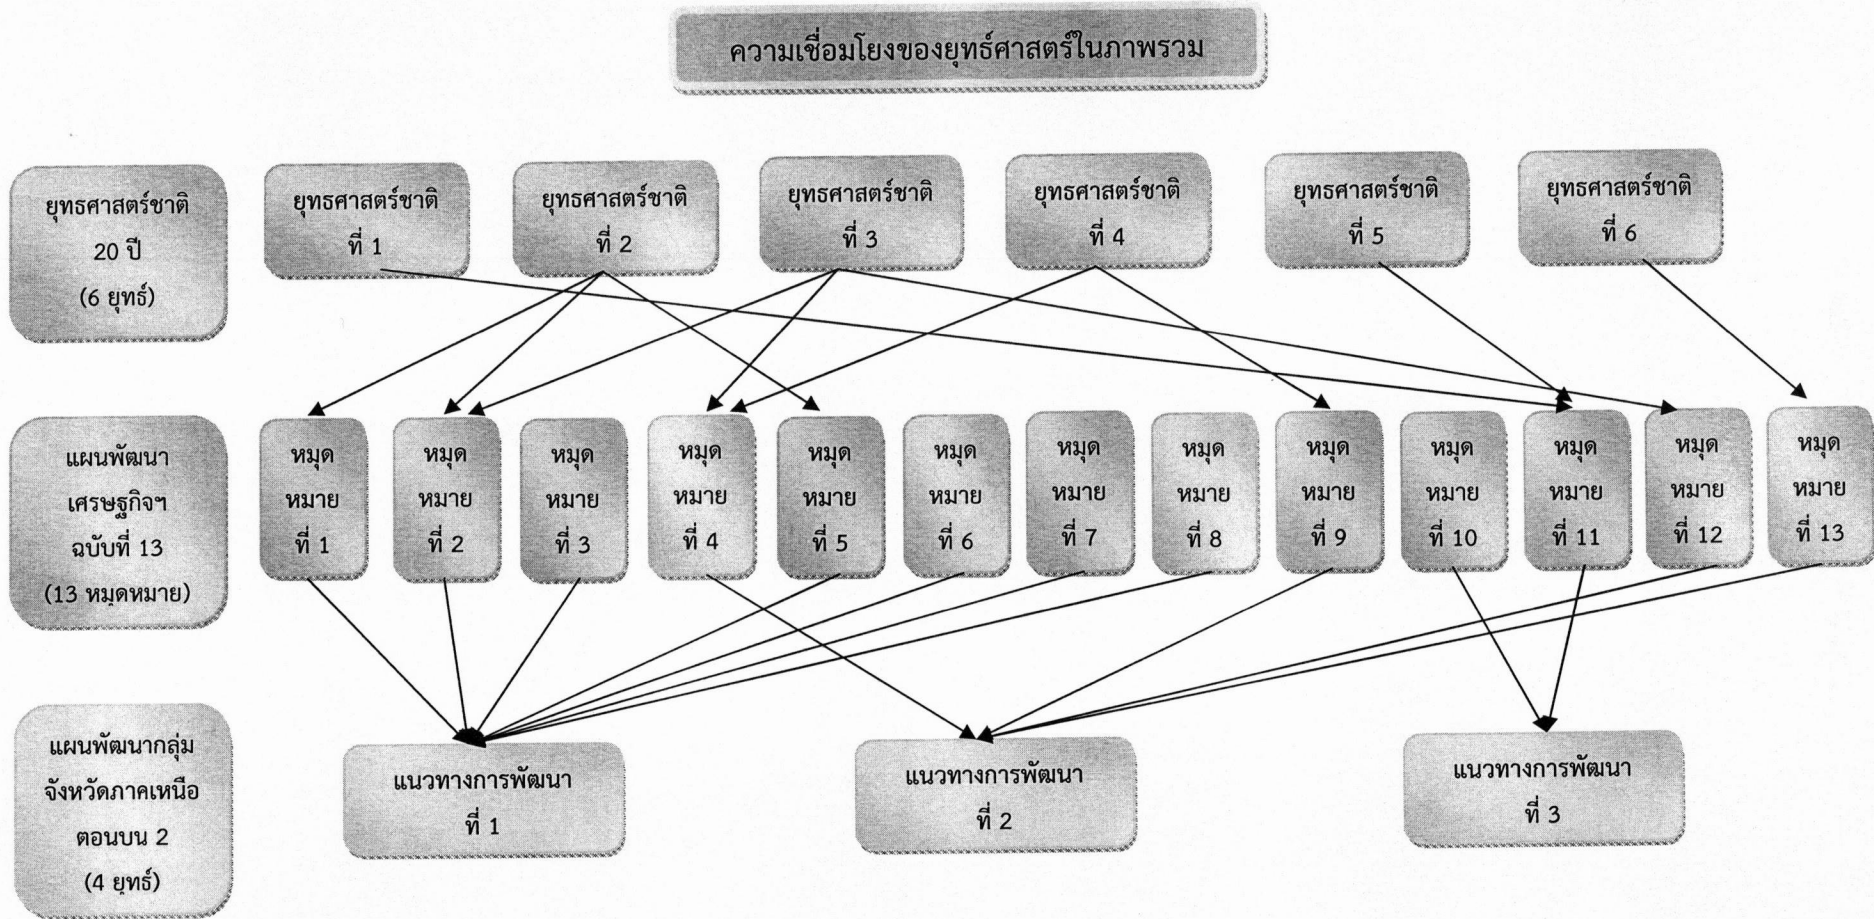 ความเชื่อมโยงของยุทธ์ศาสตร์ในภาพรวม
ยุทธศาสตร์ชาติ
20 ปี
(6 ยุทธ์)
ยุทธศาสตร์ชาติ
ที่ 1
ยุทธศาสตร์ชาติ
ที่ 2
ยุทธศาสตร์ชาติ
ที่ 3
ยุทธศาสตร์ชาติ
ที่ 4
ยุทธศาสตร์ชาติ
ที่ 5
ยุทธศาสตร์ชาติ
ที่ 6
แผนพัฒนา
เศรษฐกิจฯ
ฉบับที่ 13
(13 หมุดหมาย)
หมุด
หมาย
ที่ 1
หมุด
หมาย
ที่ 2
หมุด
หมาย
ที่ 3
หมุด
หมาย
ที่ 4
หมุด
หมาย
ที่ 5
หมุด
หมาย
ที่ 6
หมุด
หมาย
ที่ 7
หมุด
หมาย
ที่ 8
หมุด
หมาย
ที่ 9
หมุด
หมาย
ที่ 10
หมุด
หมาย
ที่ 11
หมุด
หมาย
ที่ 12
หมุด
หมาย
ที่ 13
แผนพัฒนากลุ่ม
จังหวัดภาคเหนือ
ตอนบน 2
(4 ยุทธ์)
แนวทางการพัฒนา
ที่ 1
แนวทางการพัฒนา
ที่ 2
แนวทางการพัฒนา
ที่ 3